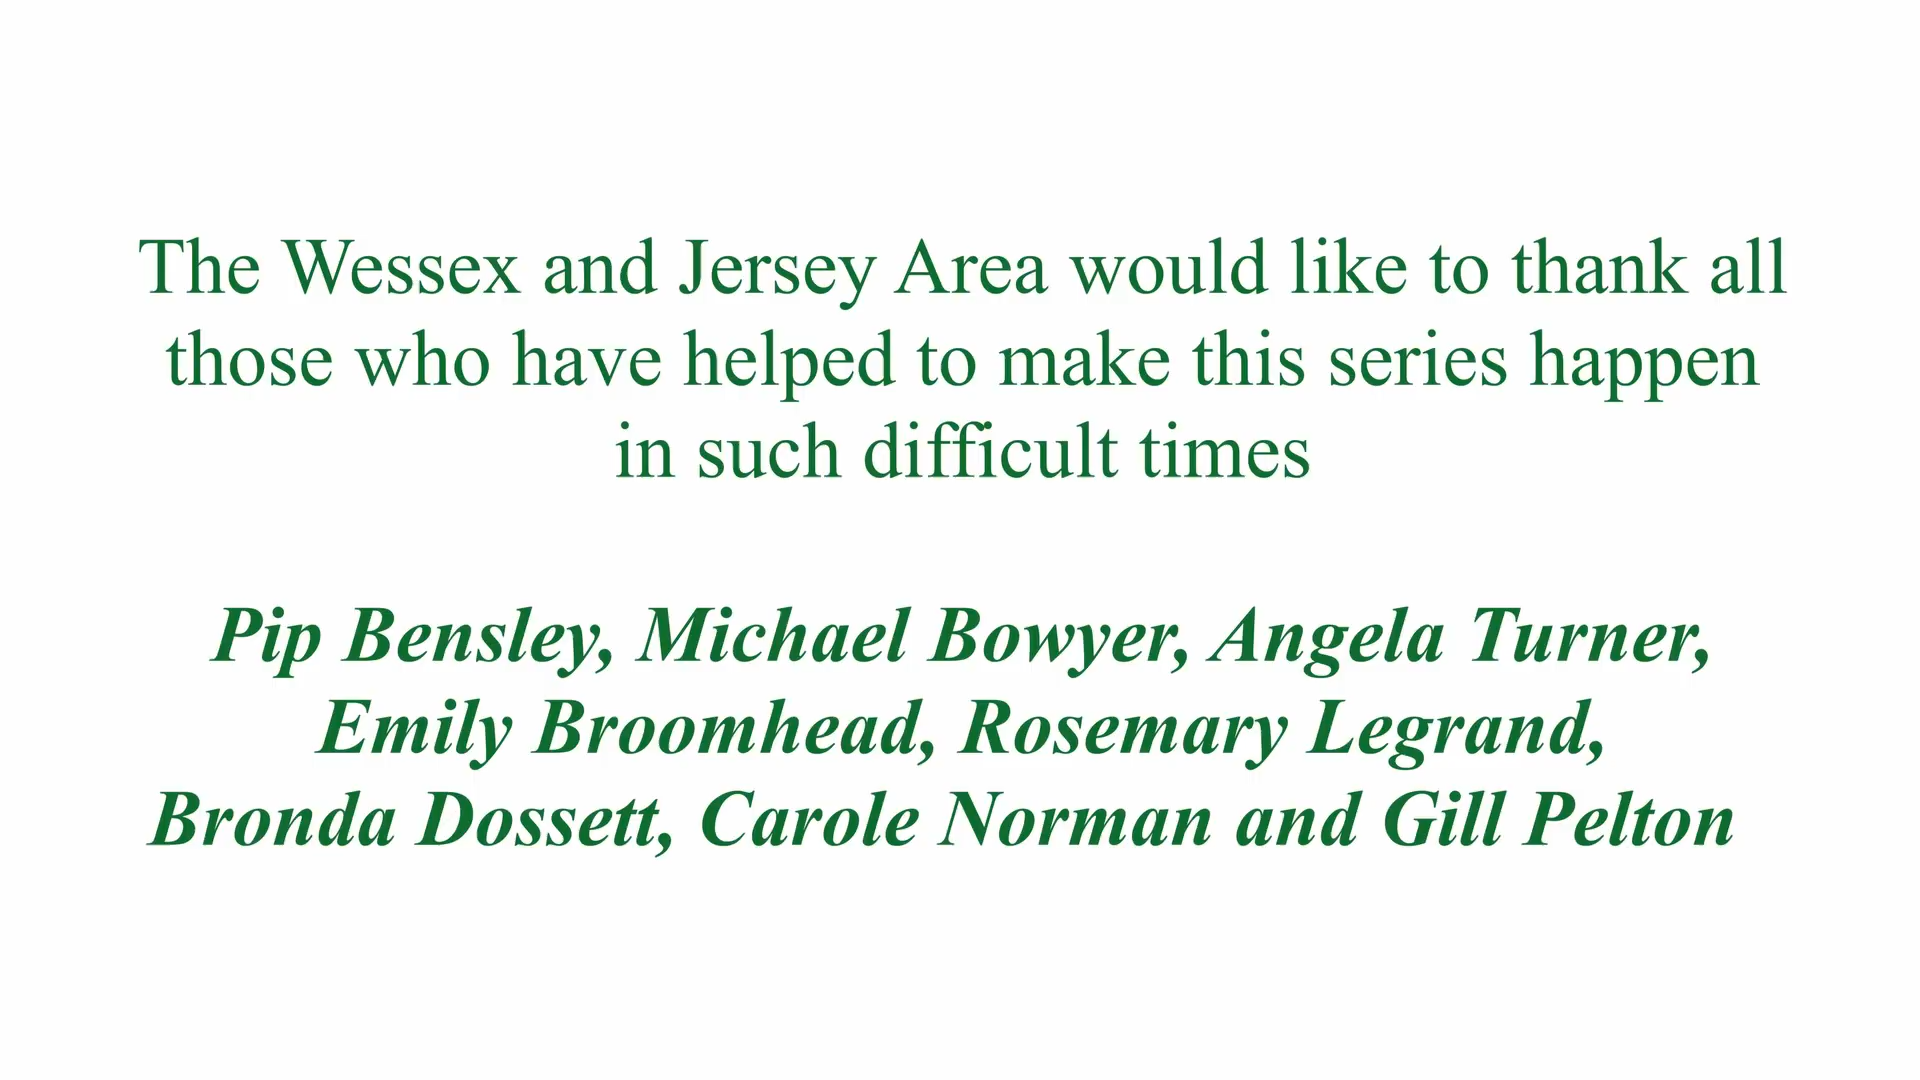 The Wessex and Jersey Area would like to thank all
those who have helped to make this series happen
in such difficult times
Pip Bensley, Michael Bowyer, Angela Turner,
Emily Broomhead, Rosemary Legrand,
Bronda Dossett, Carole Norman and Gill Pelton